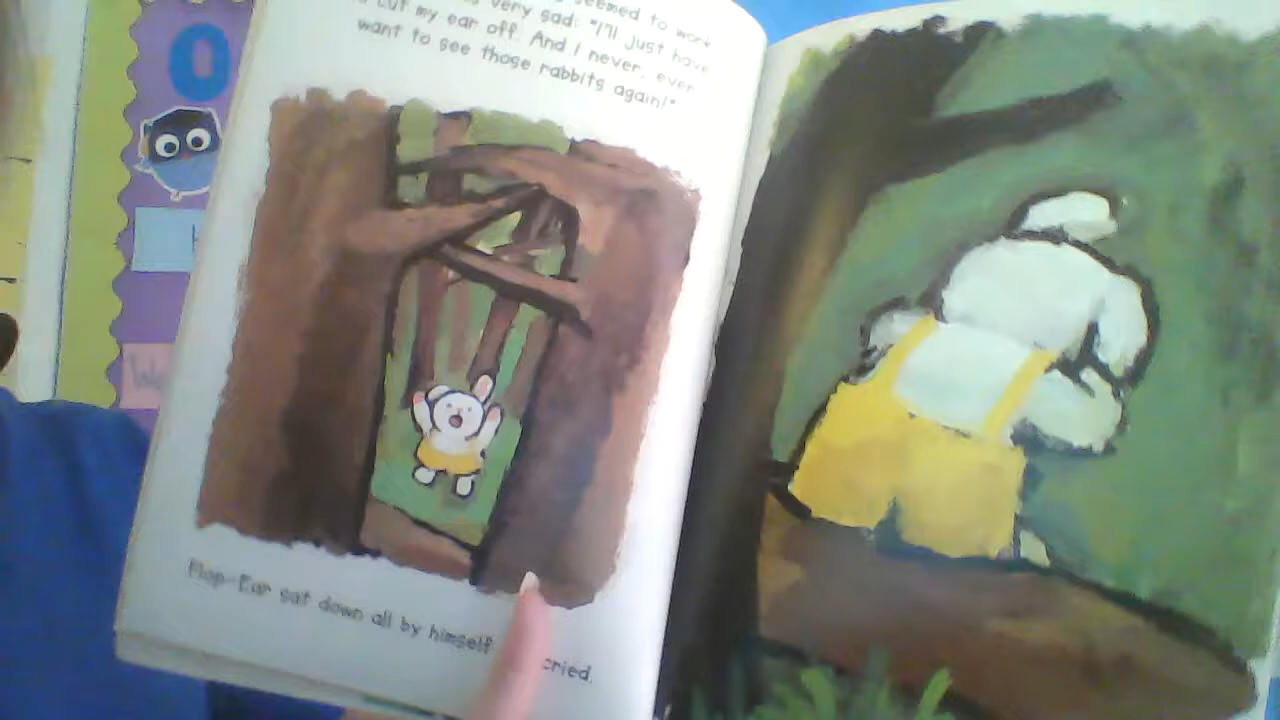 seemed to work
very sad: "I'll just have
cut my ear off. And I never, ever
want to see those rabbits again!"
Flop-Ear sat down all by himself cried.
O
We